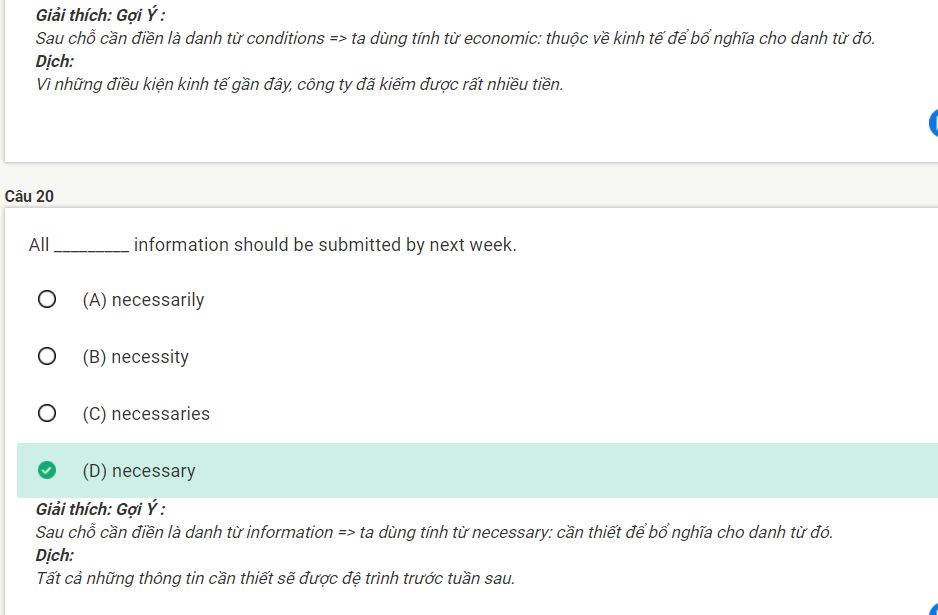 Giải thích: Gợi Ý :
Sau chỗ cần điền là danh từ conditions => ta dùng tính từ economic: thuộc về kinh tế để bổ nghĩa cho danh từ đó.
Dịch:
Vì những điều kiện kinh tế gần đây, công ty đã kiếm được rất nhiều tiền.
Câu 20
All _________ information should be submitted by next week.
(A) necessarily
(B) necessity
(C) necessaries
(D) necessary
Giải thích: Gợi Ý :
Sau chỗ cần điền là danh từ information => ta dùng tính từ necessary: cần thiết để bổ nghĩa cho danh từ đó.
Dịch:
Tất cả những thông tin cần thiết sẽ được đệ trình trước tuần sau.